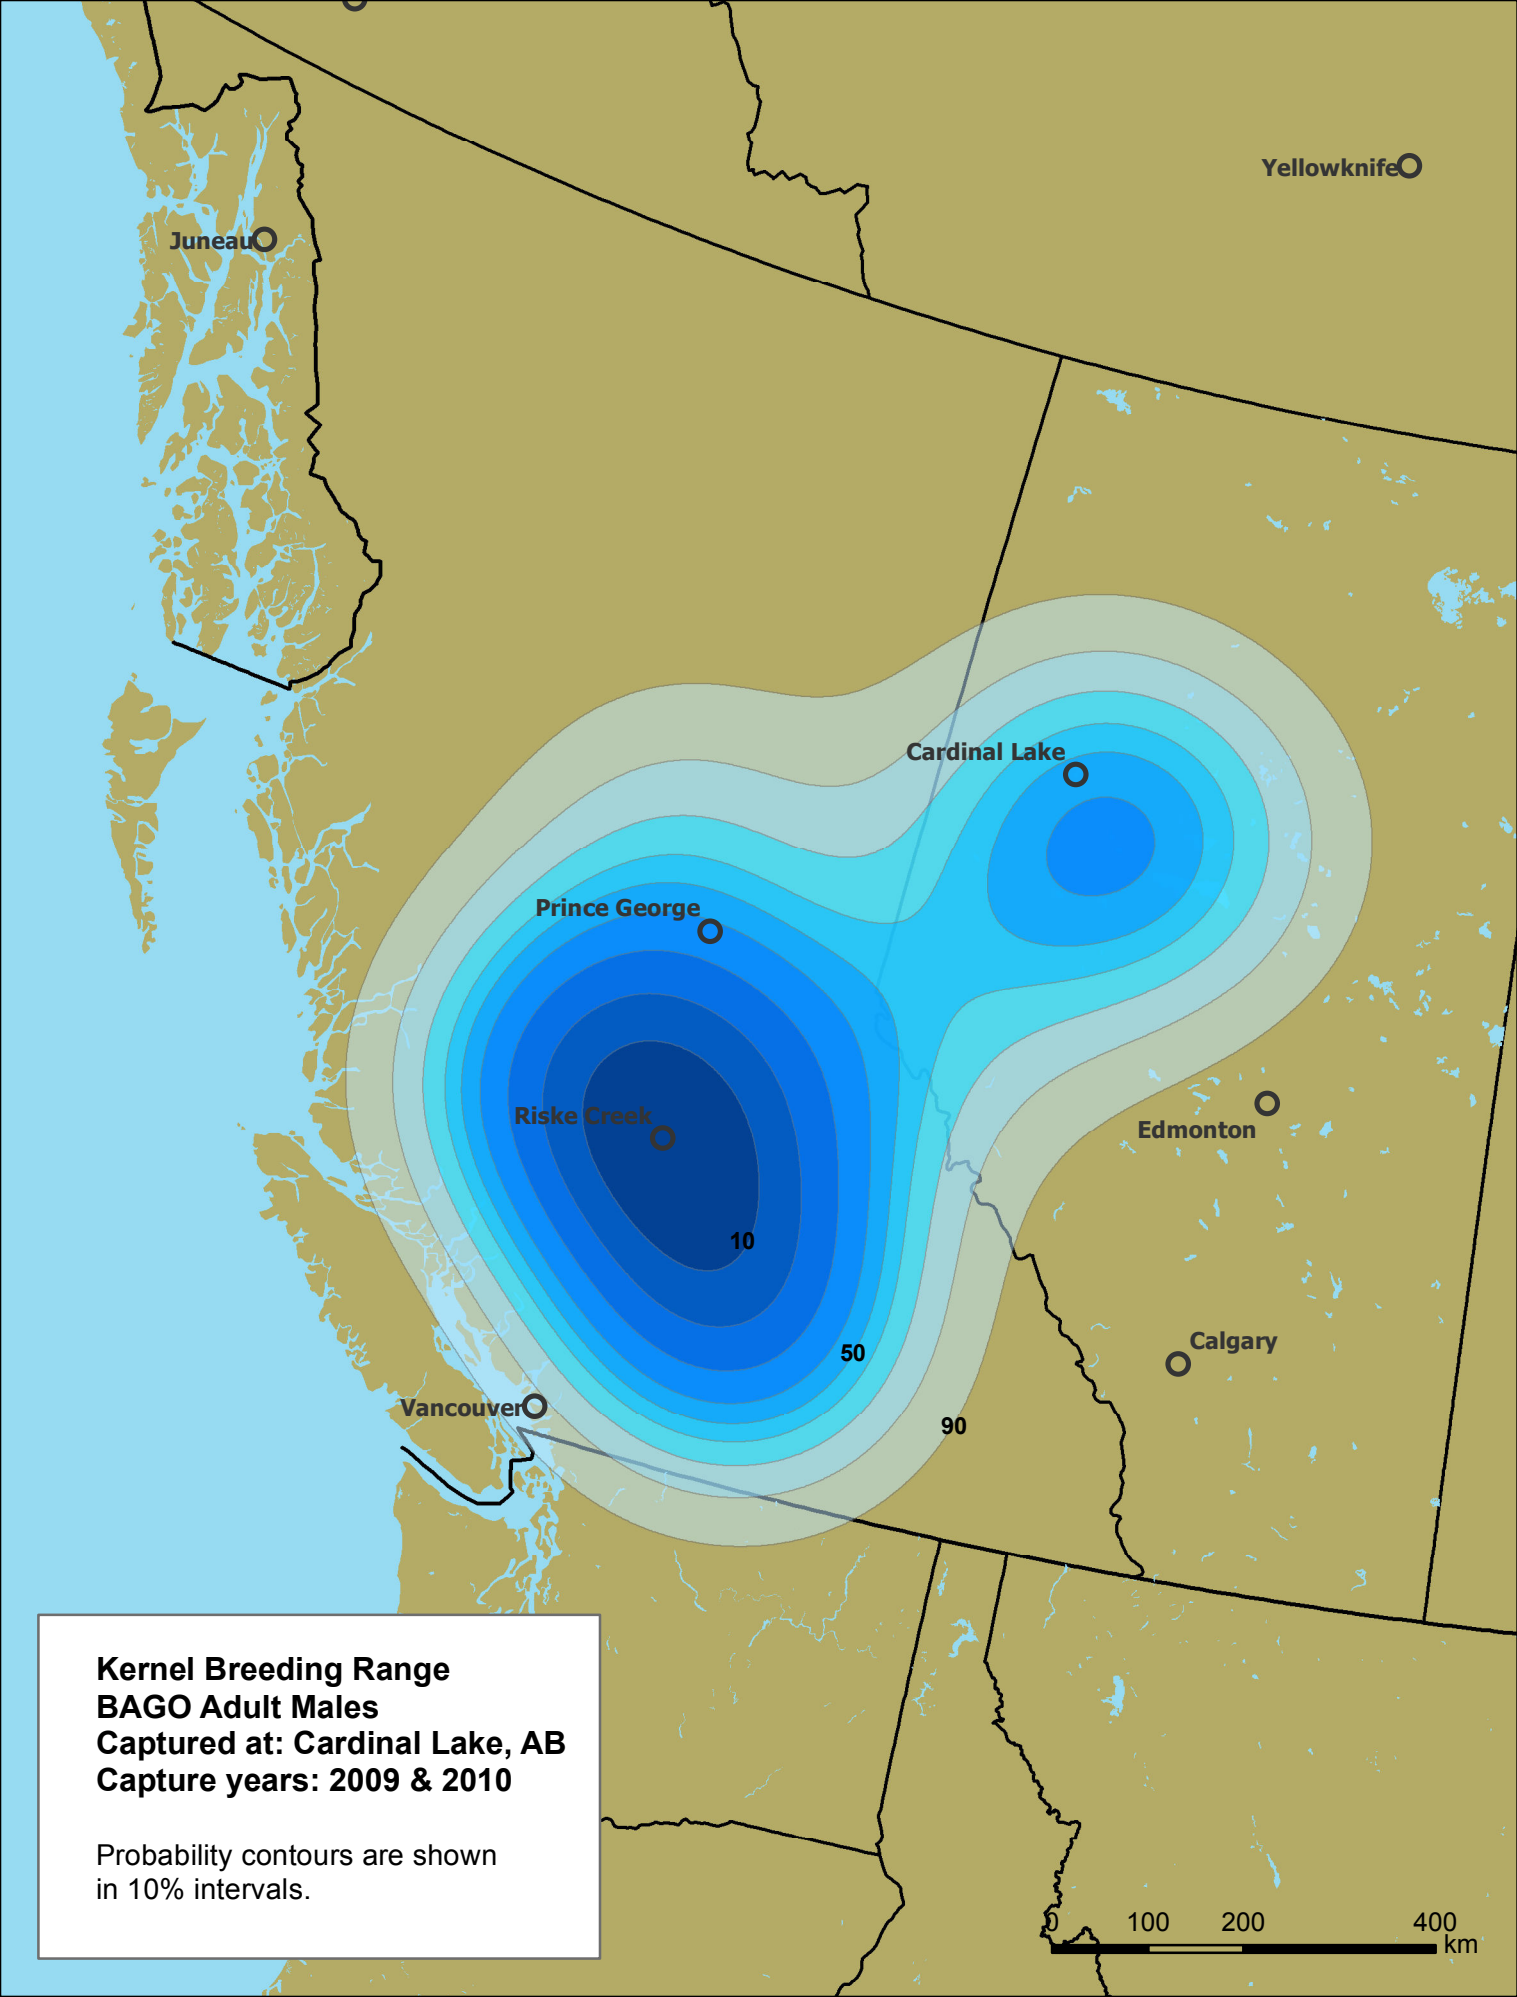 Yellowknife
Juneau
Cardinal Lake
Prince George
Riske Creek
Edmonton
10
Calgary
50
Vancouver
90
Kernel Breeding Range
BAGO Adult Males
Captured at: Cardinal Lake, AB
Capture years: 2009 & 2010
Probability contours are shown
in 10% intervals.
0 100 200 400
km